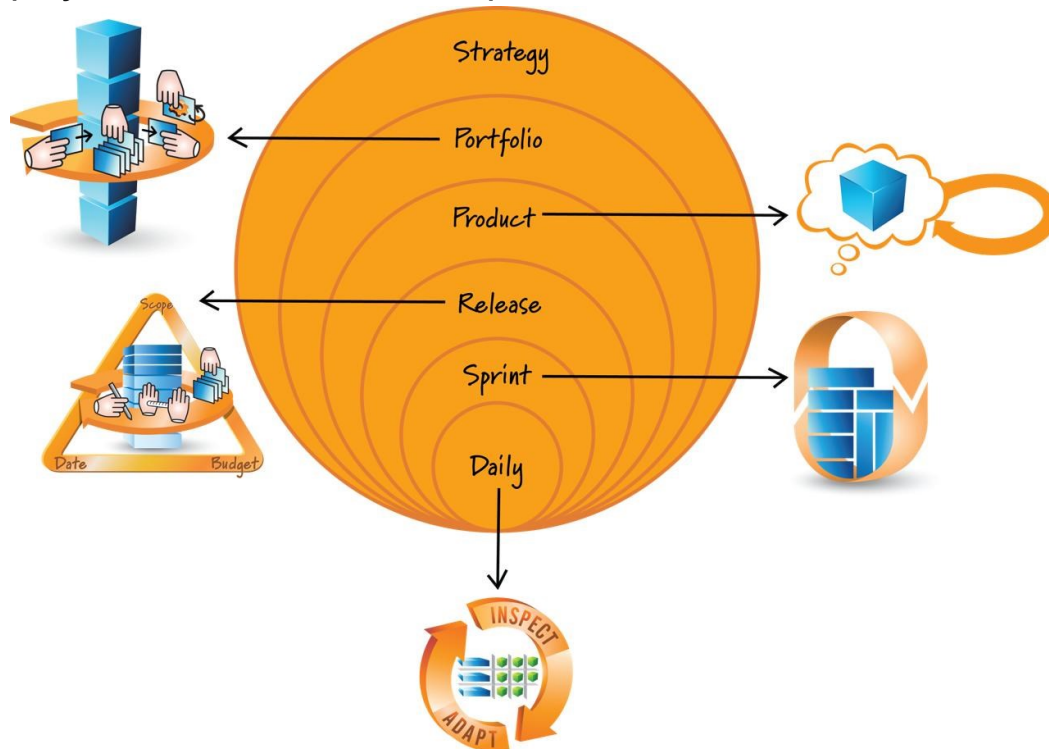 Strategy
Portfolio
Product
Release
Scope
Sprint
Date
Budget
Daily
INSPECT
ADAPT